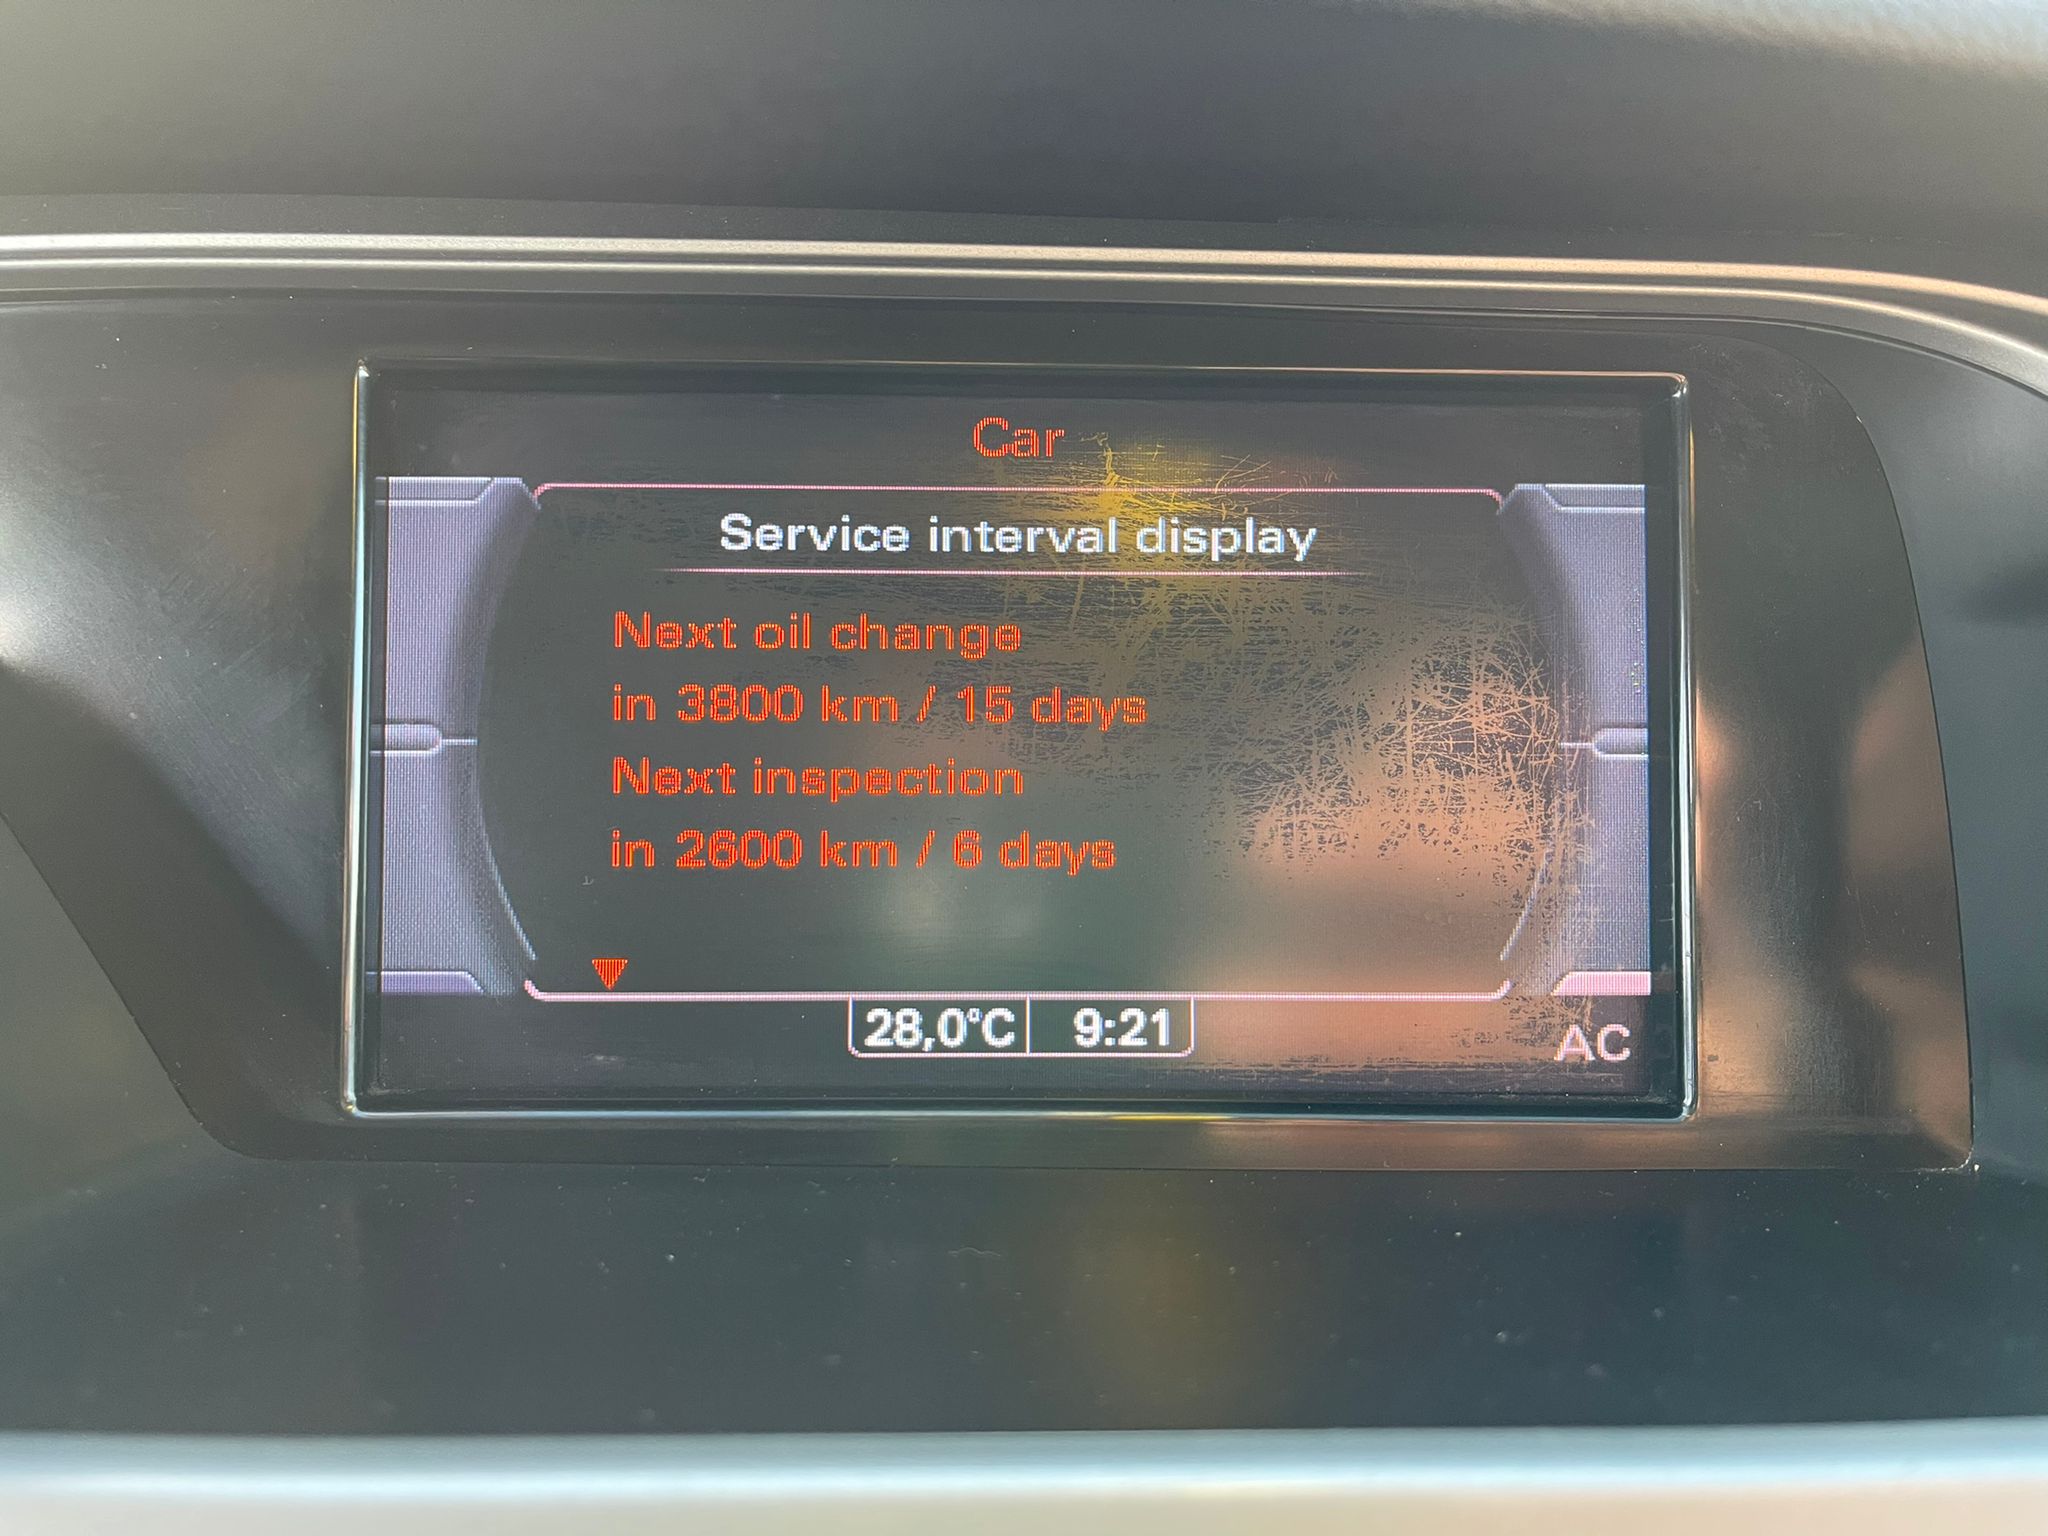 Car
Service interval display
Next oil change
in 3800 km / 15 days
Next inspection
in 2600 km / 6 days
28,0°C 9:21
AC